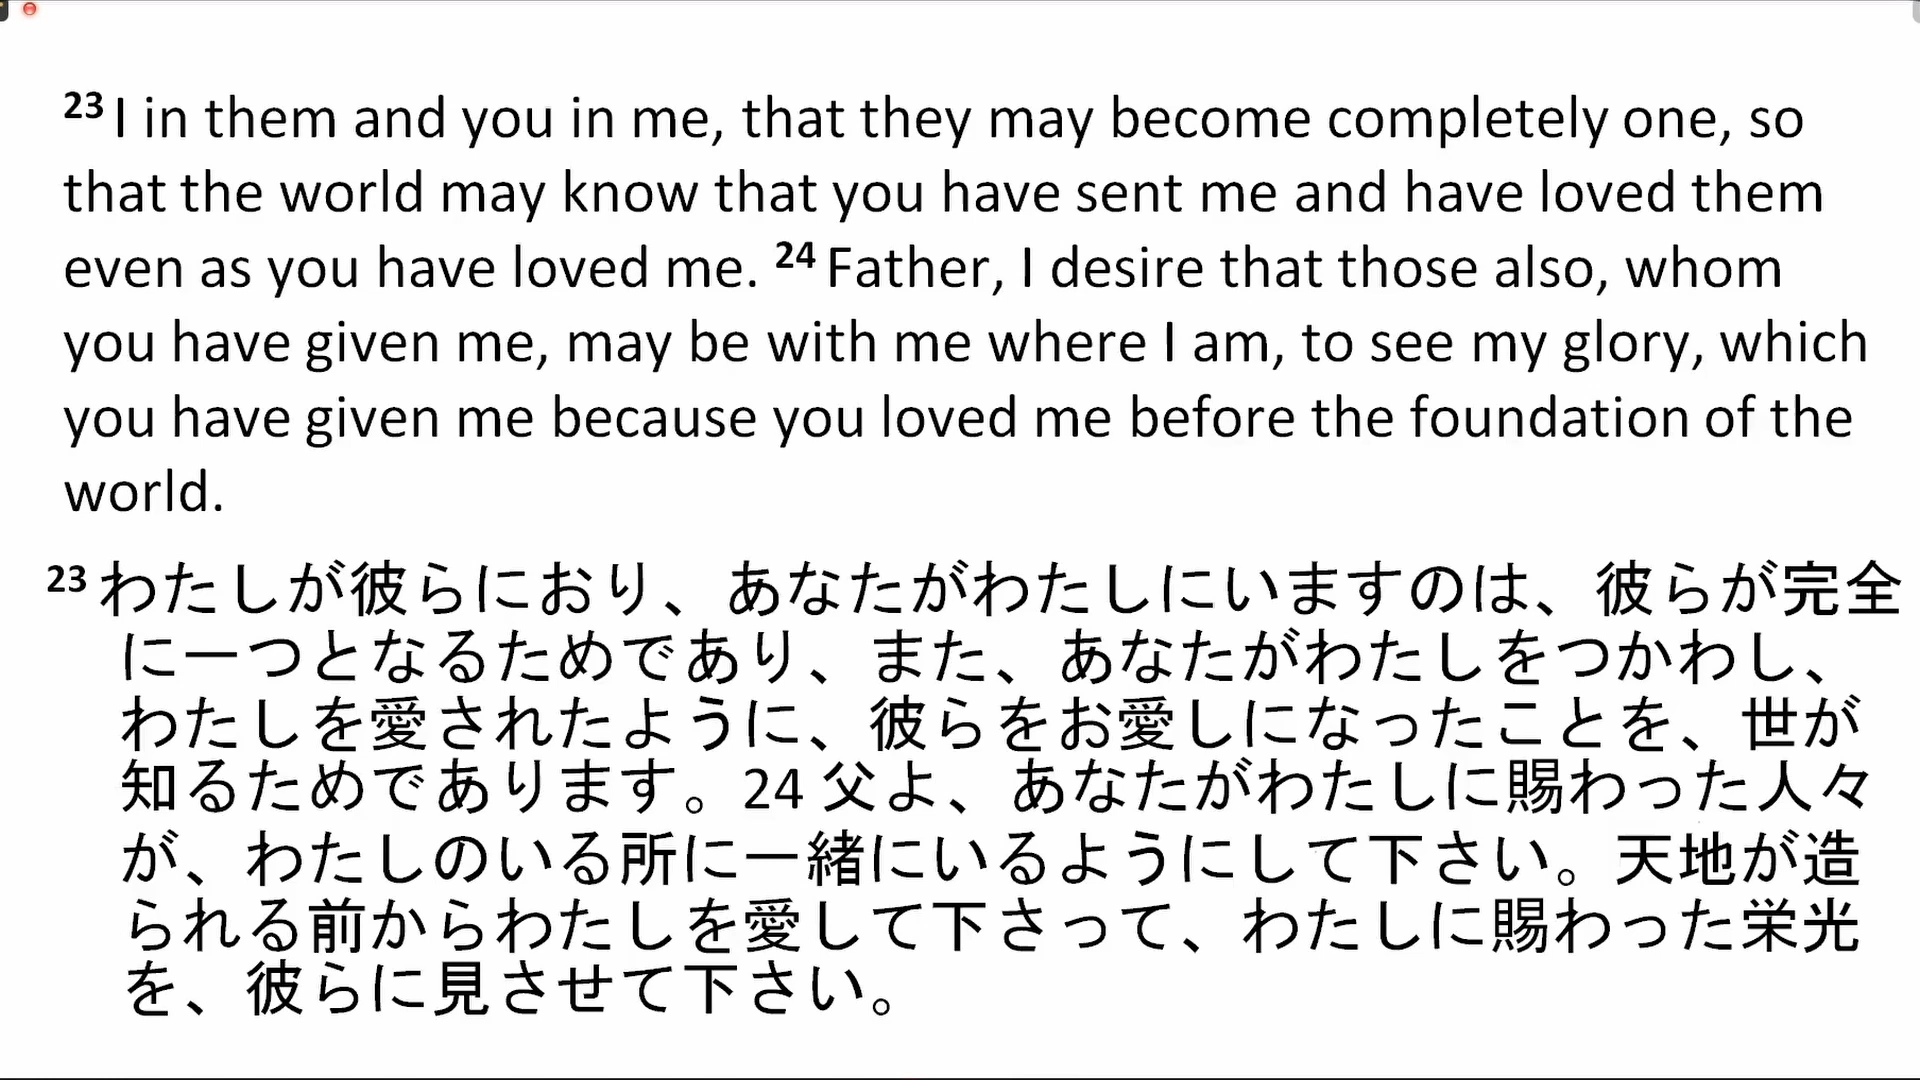 23 I in them and you in me, that they may become completely one, so
that the world may know that you have sent me and have loved them
even as you have loved me. 24 Father, I desire that those also, whom
you have given me, may be with me where I am, to see my glory, which
you have given me because you loved me before the foundation of the
world.
23 わたしが彼らにおり、あなたがわたしにいますのは、彼らが完全
に一つとなるためであり、また、あなたがわたしをつかわし、
わたしを愛されたように、彼らをお愛しになったことを、世が
知るためであります。24 父よ、あなたがわたしに賜わった人々
が、わたしのいる所に一緒にいるようにして下さい。天地が造
られる前からわたしを愛して下さって、わたしに賜わった栄光
を、彼らに見させて下さい。